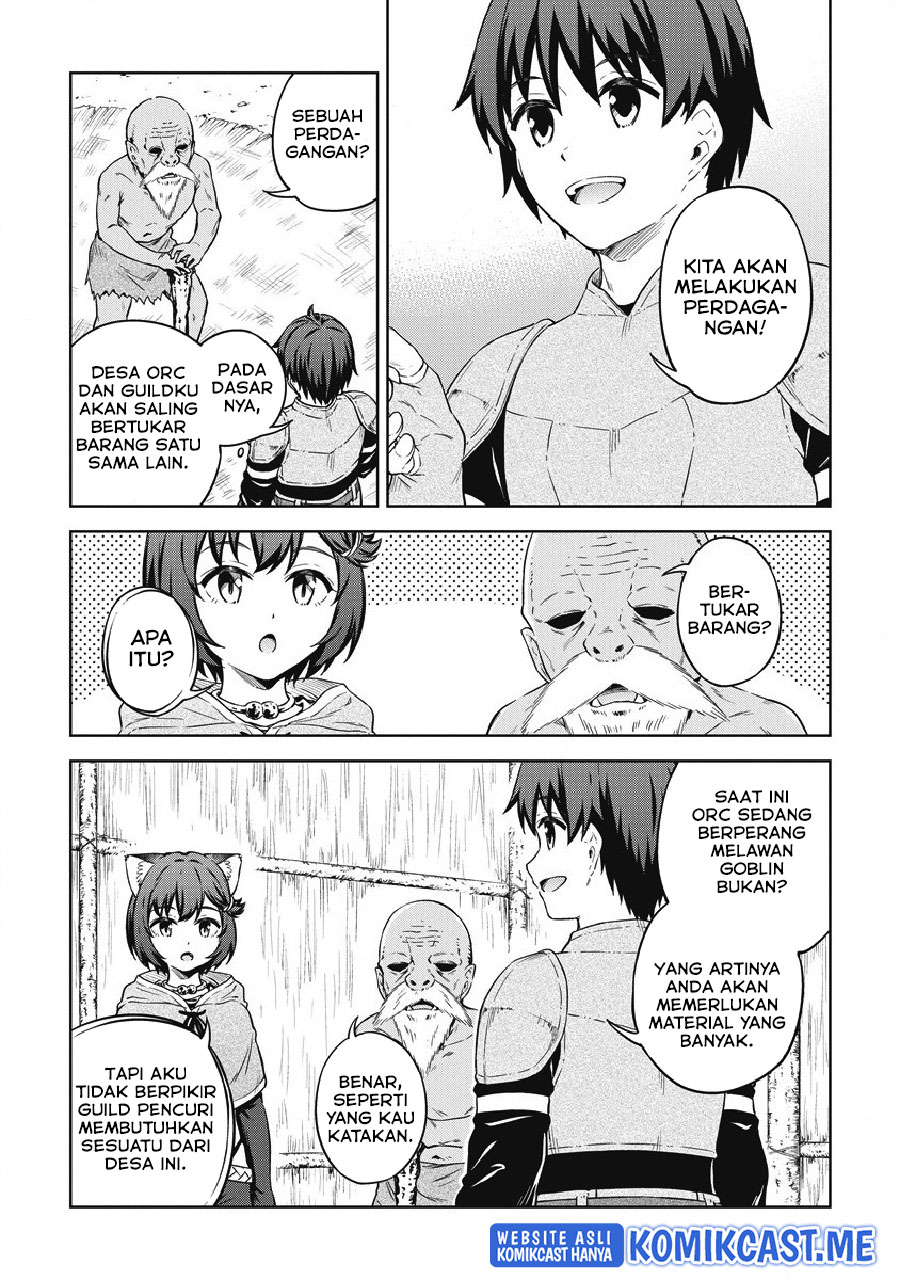 KITA AKAN
MELAKUKAN
PERDAGA-
NGAN!
SEBUAH
PERDA-
GANGAN?
PADA
DASAR
NYA,
DESA ORC
DAN GUILDKU
AKAN SALING
BERTUKAR
BARANG SATU
SAMA LAIN.
BER-
TUKAR
BARANG?
APA
ITU?
SAAT INI
ORC SEDANG
BERPERANG
MELAWAN
GOBLIN
BUKAN?
YANG ARTINYA
ANDA AKAN
MEMERLUKAN
MATERIAL YANG
BANYAK.
BENAR,
SEPERTI
YANG KAU
KATAKAN.
TAPI AKU
TIDAK BERPIKIR
GUILD PENCURI
MEMBUTUHKAN
SESUATU DARI
DESA INI.
WEBSITE ASLI
KOMIKCAST HANYA
KOMIKCAST.ME